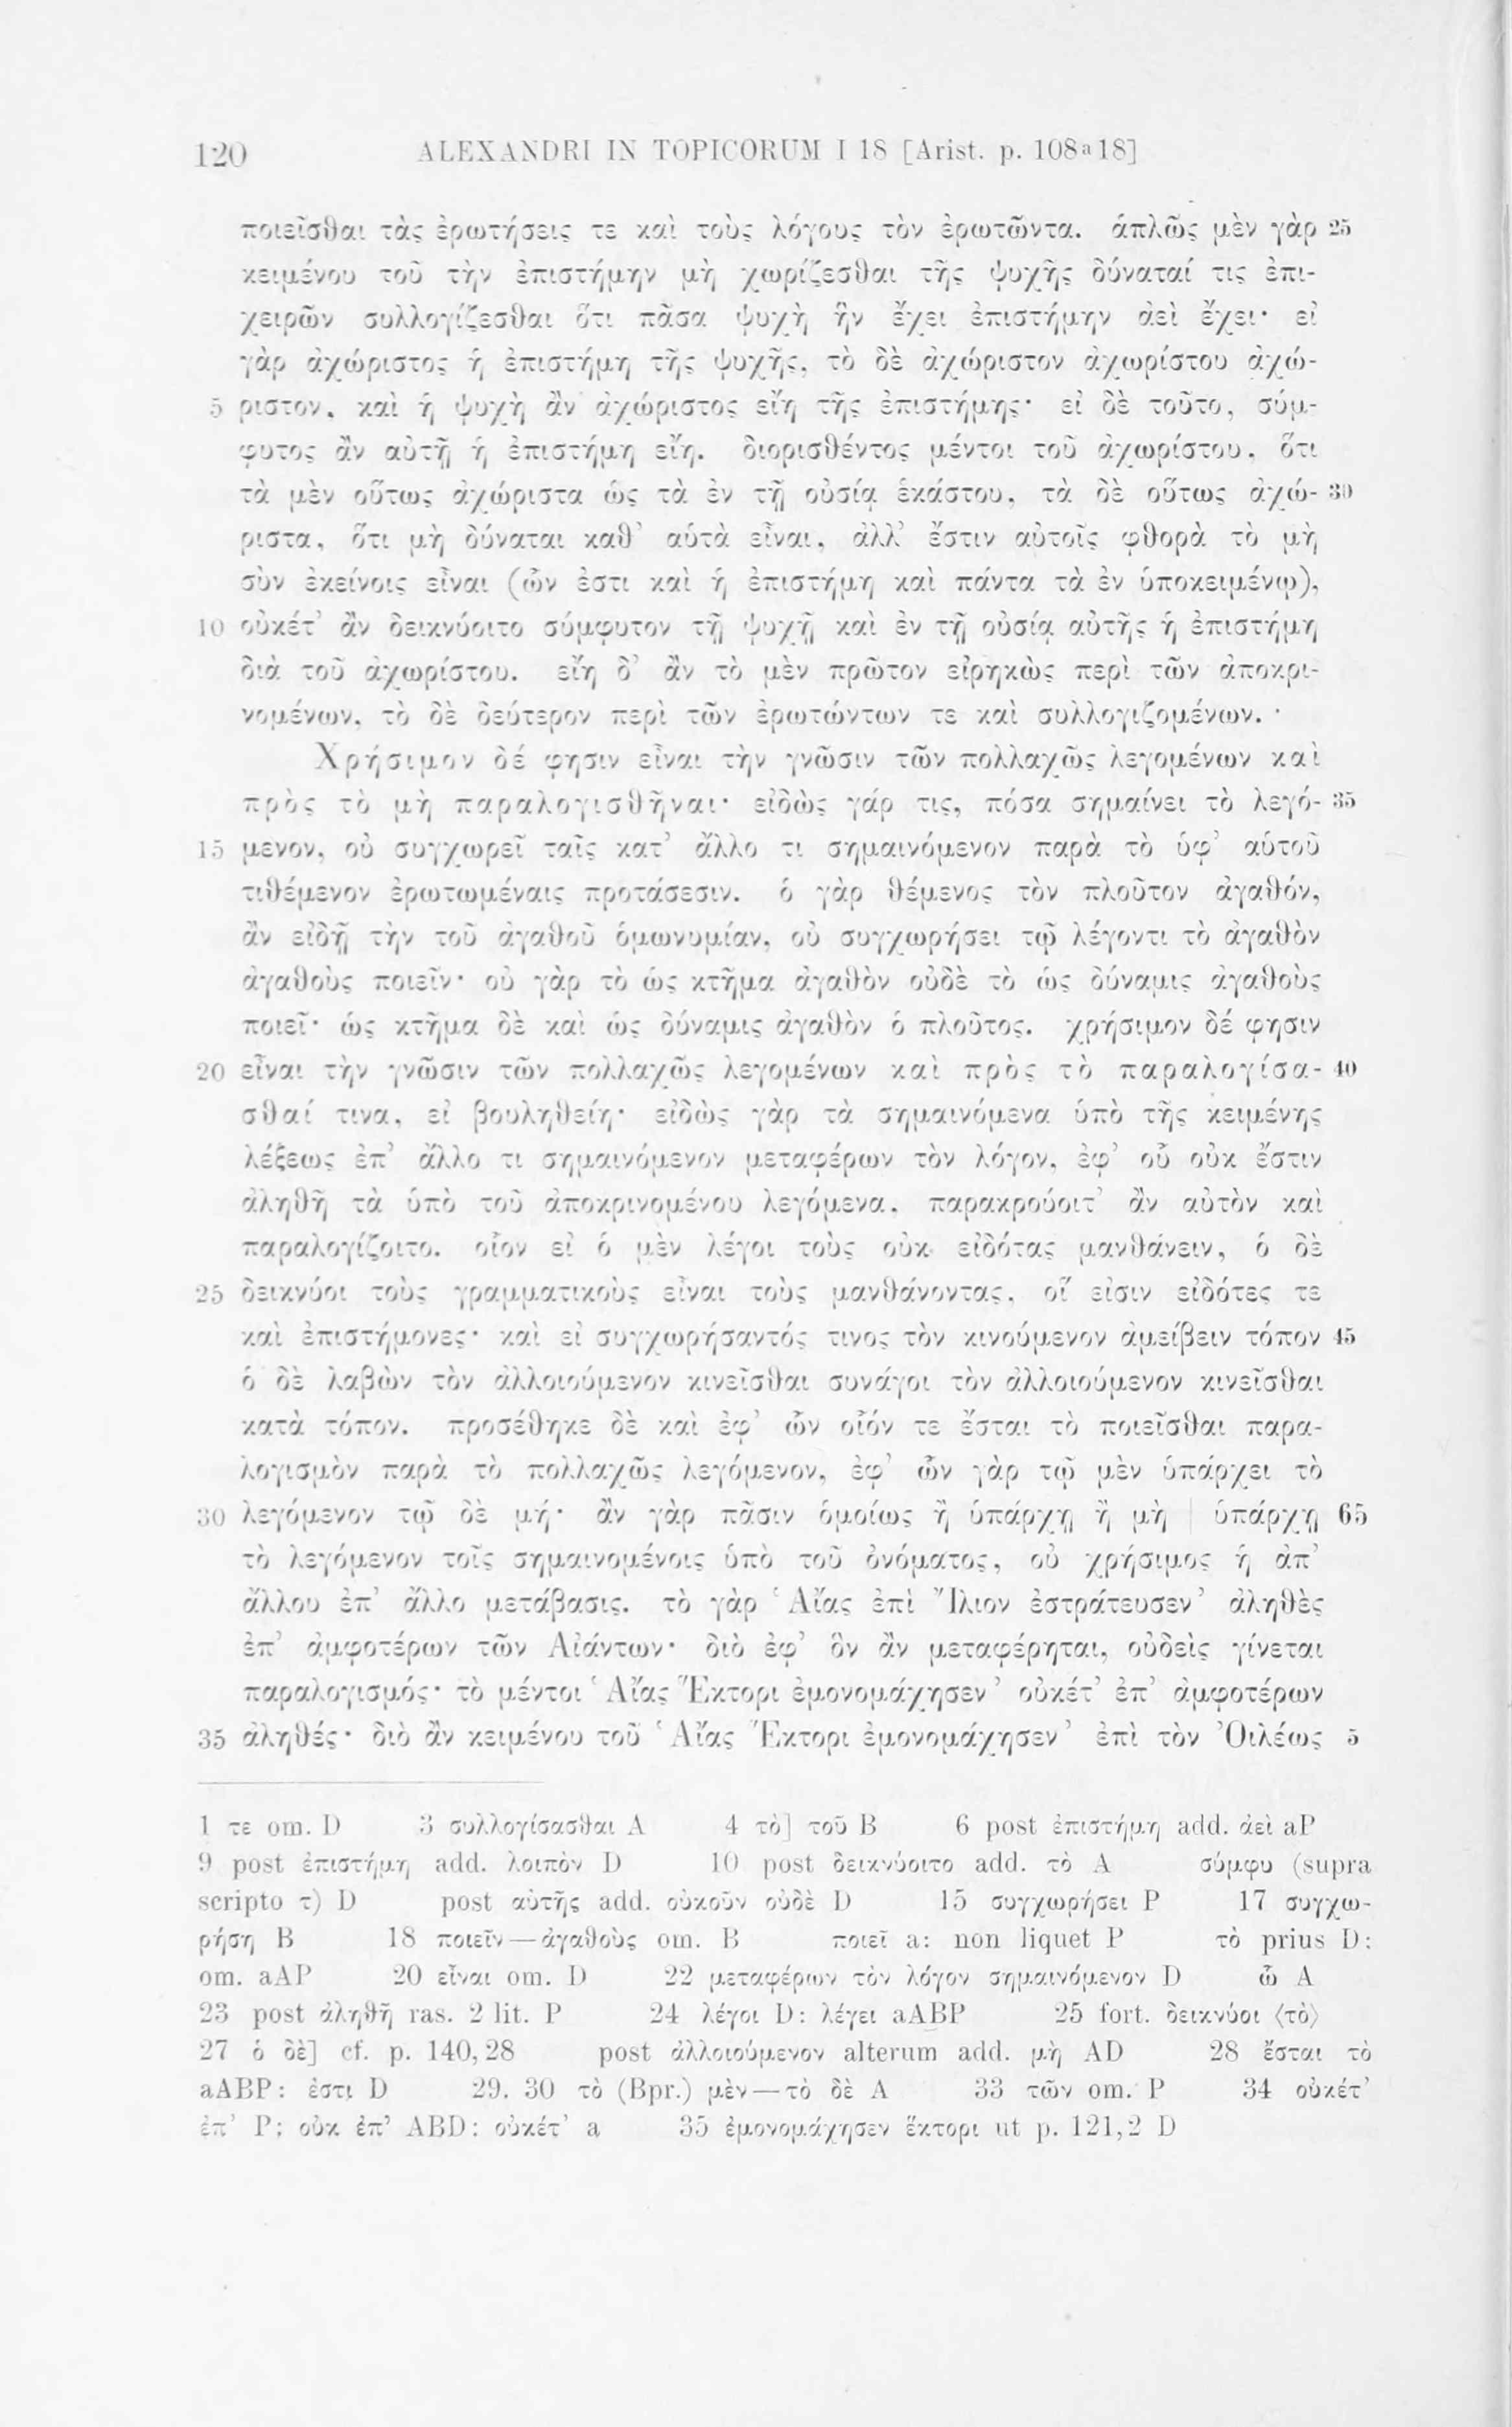 120 ALEXANDRI IN TOPICORUM I 18 [Arist. p. 108a18]
ποιεῖσθαι τὰς ἐρωτήσεις τε καὶ τοὺς λόγους τὸν ἐρωτῶντα. ἁπλῶς μὲν γὰρ 25
κειμένου τοῦ τὴν ἐπιστήμην μὴ χωρίζεσθαι τῆς ψυχῆς δύναταί τις ἐπι-
χειρῶν συλλογίζεσθαι ὅτι πᾶσα ψυχὴ ἣν ἔχει ἐπιστήμην ἀεὶ ἔχει· εἰ
γὰρ ἀχώριστος ἡ ἐπιστήμη τῆς ψυχῆς, τὸ δὲ ἀχώριστον ἀχωρίστου ἀχώ-
5 ριστον, καὶ ἡ ψυχὴ ἂν ἀχώριστος εἴη τῆς ἐπιστήμης· εἰ δὲ τοῦτο, σύμ-
φυτος ἂν αὐτῇ ἡ ἐπιστήμη εἴη. διορισθέντος μέντοι τοῦ ἀχωρίστου, ὅτι
τὰ μὲν οὕτως ἀχώριστα ὡς τὰ ἐν τῇ οὐσίᾳ ἑκάστου, τὰ δὲ οὕτως ἀχώ- 30
ριστα, ὅτι μὴ δύναται καθ’ αὑτὰ εἶναι, ἀλλ’ ἔστιν αὐτοῖς φθορὰ τὸ μὴ
σὺν ἐκείνοις εἶναι (ὧν ἐστι καὶ ἡ ἐπιστήμη καὶ πάντα τὰ ἐν ὑποκειμένῳ),
10 οὐκέτ’ ἂν δεικνύοιτο σύμφυτον τῇ ψυχῇ καὶ ἐν τῇ οὐσίᾳ αὐτῆς ἡ ἐπιστήμη
διὰ τοῦ ἀχωρίστου. εἴη δ’ ἂν τὸ μὲν πρῶτον εἰρηκὼς περὶ τῶν ἀποκρι-
νομένων, τὸ δὲ δεύτερον περὶ τῶν ἐρωτώντων τε καὶ συλλογιζομένων.
Χρήσιμον δέ φησιν εἶναι τὴν γνῶσιν τῶν πολλαχῶς λεγομένων καὶ
πρὸς τὸ μὴ παραλογισθῆναι· εἰδὼς γάρ τις, πόσα σημαίνει τὸ λεγό- 35
15 μενον, οὐ συγχωρεῖ ταῖς κατ’ ἄλλο τι σημαινόμενον παρὰ τὸ ὑφ’ αὑτοῦ
τιθέμενον ἐρωτωμέναις προτάσεσιν. ὁ γὰρ θέμενος τὸν πλοῦτον ἀγαθόν,
ἂν εἰδῇ τὴν τοῦ ἀγαθοῦ ὁμωνυμίαν, οὐ συγχωρήσει τῷ λέγοντι τὸ ἀγαθὸν
ἀγαθοὺς ποιεῖν· οὐ γὰρ τὸ ὡς κτῆμα ἀγαθὸν οὐδὲ τὸ ὡς δύναμις ἀγαθοὺς
ποιεῖ· ὡς κτῆμα δὲ καὶ ὡς δύναμις ἀγαθὸν ὁ πλοῦτος. χρήσιμον δέ φησιν
20 εἶναι τὴν γνῶσιν τῶν πολλαχῶς λεγομένων καὶ πρὸς τὸ παραλογίσα- 40
σθαί τινα, εἰ βουληθείη· εἰδὼς γὰρ τὰ σημαινόμενα ὑπὸ τῆς κειμένης
λέξεως ἐπ’ ἄλλο τι σημαινόμενον μεταφέρων τὸν λόγον, ἐφ’ οὗ οὐκ ἔστιν
ἀληθῆ τὰ ὑπὸ τοῦ ἀποκρινομένου λεγόμενα, παρακρούοιτ’ ἂν αὐτὸν καὶ
παραλογίζοιτο. οἷον εἰ ὁ μὲν λέγοι τοὺς οὐκ εἰδότας μανθάνειν, ὁ δὲ
25 δεικνύοι τοὺς γραμματικοὺς εἶναι τοὺς μανθάνοντας, οἵ εἰσιν εἰδότες τε
καὶ ἐπιστήμονες· καὶ εἰ συγχωρήσαντός τινος τὸν κινούμενον ἀμείβειν τόπον 45
ὁ δὲ λαβὼν τὸν ἀλλοιούμενον κινεῖσθαι συνάγοι τὸν ἀλλοιούμενον κινεῖσθαι
κατὰ τόπον. προσέθηκε δὲ καὶ ἐφ’ ὧν οἷόν τε ἔσται τὸ ποιεῖσθαι παρα-
λογισμὸν παρὰ τὸ πολλαχῶς λεγόμενον, ἐφ’ ὧν γὰρ τῷ μὲν ὑπάρχει τὸ
30 λεγόμενον τῷ δὲ μή· ἂν γὰρ πᾶσιν ὁμοίως ἢ ὑπάρχῃ ἢ μὴ | ὑπάρχῃ 65
τὸ λεγόμενον τοῖς σημαινομένοις ὑπὸ τοῦ ὀνόματος, οὐ χρήσιμος ἡ ἀπ’
ἄλλου ἐπ’ ἄλλο μετάβασις. τὸ γὰρ ‘Αἴας ἐπὶ Ἴλιον ἐστράτευσεν’ ἀληθὲς
ἐπ’ ἀμφοτέρων τῶν Αἰάντων· διὸ ἐφ’ ὃν ἂν μεταφέρηται, οὐδεὶς γίνεται
παραλογισμός· τὸ μέντοι ‘Αἴας Ἕκτορι ἐμονομάχησεν’ οὐκέτ’ ἐπ’ ἀμφοτέρων
35 ἀληθές· διὸ ἂν κειμένου τοῦ ‘Αἴας Ἕκτορι ἐμονομάχησεν’ ἐπὶ τὸν Ὀιλέως 5
1 τε om. D 3 συλλογίσασθαι A 4 τὸ] τοῦ B 6 post ἐπιστήμη add. ἀεὶ aP
9 post ἐπιστήμη add. λοιπὸν D 10 post δεικνύοιτο add. τὸ A σύμφυ (supra
scripto τ) D post αὐτῆς add. οὐκοῦν οὐδὲ D 15 συγχωρήσει P 17 συγχω-
ρήση B 18 ποιεῖν—ἀγαθοὺς om. B ποιεῖ a: non liquet P τὸ prius D:
om. aAP 20 εἶναι om. D 22 μεταφέρων τὸν λόγον σημαινόμενον D ὧ A
23 post ἀληθῆ ras. 2 lit. P 24 λέγοι D: λέγει aABP 25 fort. δεικνύοι ⟨τὸ⟩
27 ὁ δὲ] cf. p. 140,28 post ἀλλοιούμενον alterum add. μὴ AD 28 ἔσται τὸ
aABP: ἐστι D 29. 30 τὸ (Bpr.) μὲν—τὸ δὲ A 33 τῶν om. P 34 οὐκέτ’
ἐπ’ P: οὐκ ἐπ’ ABD: οὐκέτ’ a 35 ἐμονομάχησεν ἕκτορι ut p. 121,2 D